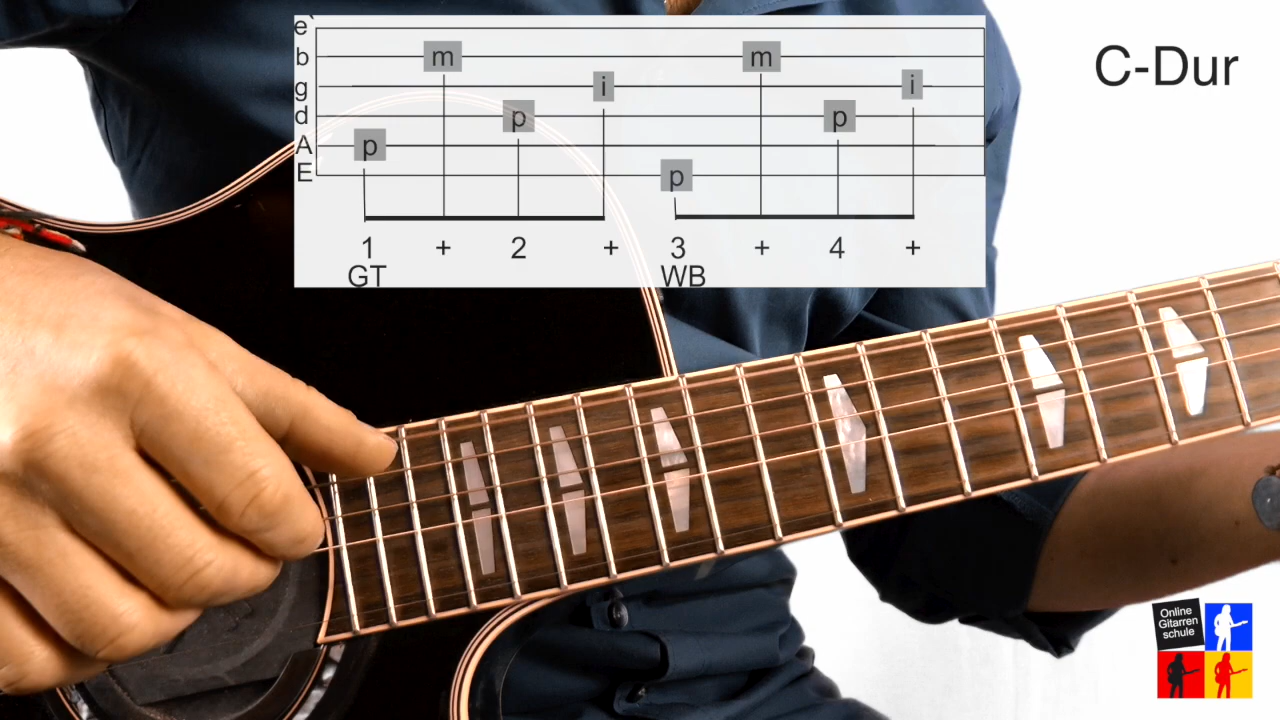 C-Dur
e`
b m m
g i i
d p p
A p
E p
1 + 2 + 3 + 4 +
GT WB
Online
Gitarren
schule